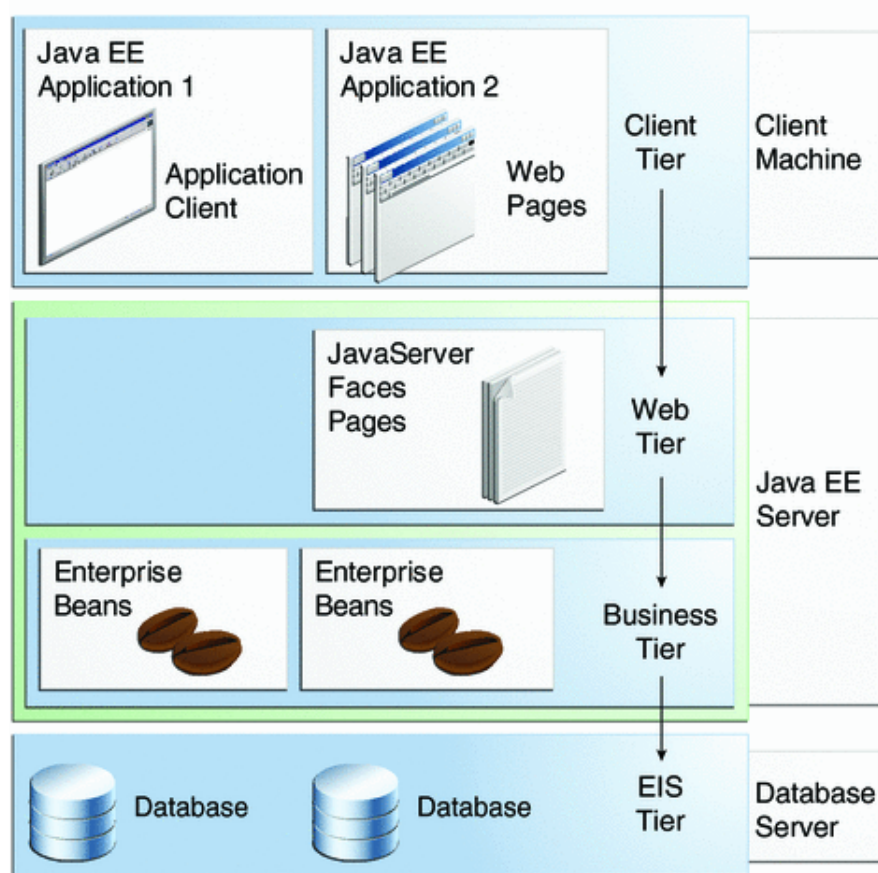 Java EE
Application 1
Application
Client
Java EE
Application 2
Web
Pages
Client
Tier
Client
Machine
JavaServer
Faces
Pages
Web
Tier
Java EE
Server
Enterprise
Beans
Enterprise
Beans
Business
Tier
Database
Database
EIS
Tier
Database
Server